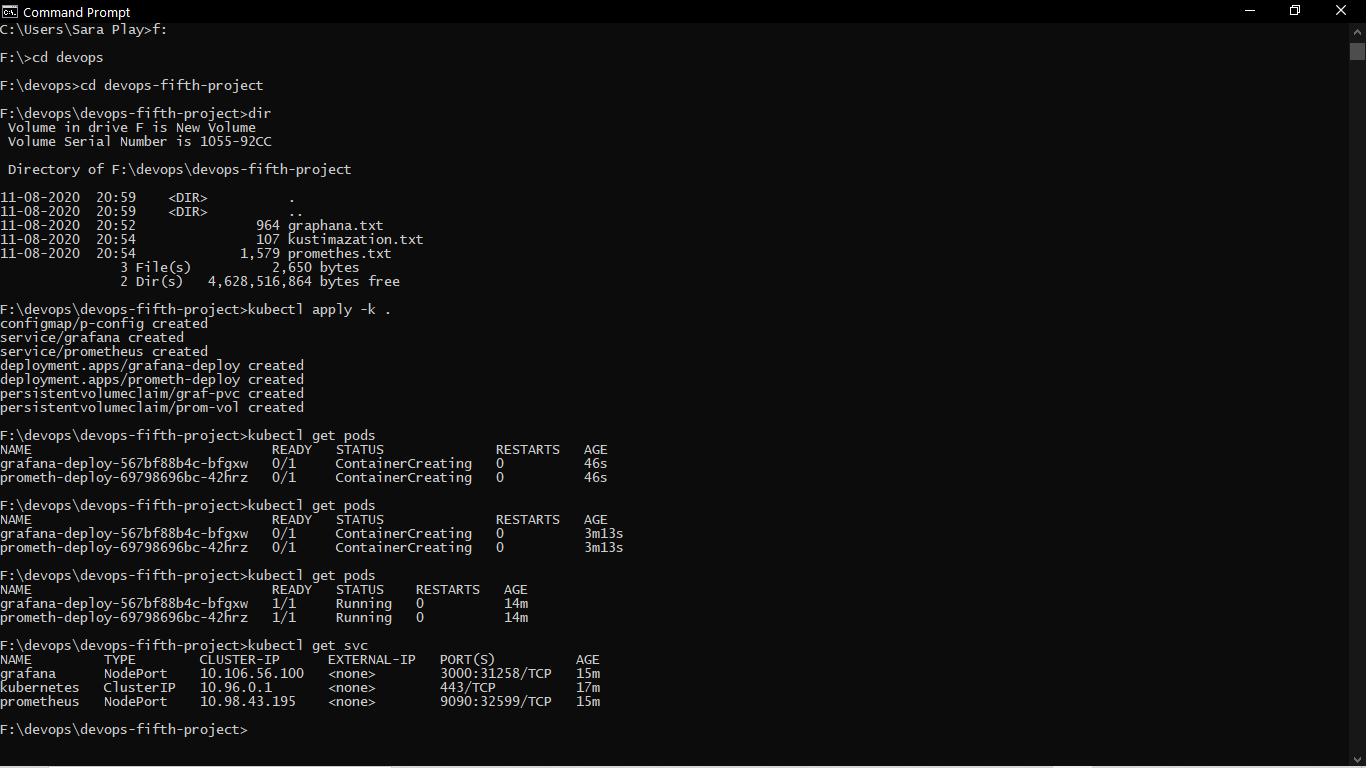 Command Prompt
C:\Users\Sara Play>f:
F:\>cd devops
F:\devops>cd devops-fifth-project
F:\devops\devops-fifth-project>dir
 Volume in drive F is New Volume
 Volume Serial Number is 1055-92CC
 Directory of F:\devops\devops-fifth-project
11-08-2020  20:59    <DIR>          .
11-08-2020  20:59    <DIR>          ..
11-08-2020  20:52               964 graphana.txt
11-08-2020  20:54               107 kustimazation.txt
11-08-2020  20:54             1,579 promethes.txt
               3 File(s)          2,650 bytes
               2 Dir(s)   4,628,516,864 bytes free
F:\devops\devops-fifth-project>kubectl apply -k .
configmap/p-config created
service/grafana created
service/prometheus created
deployment.apps/grafana-deploy created
deployment.apps/prometh-deploy created
persistentvolumeclaim/graf-pvc created
persistentvolumeclaim/prom-vol created
F:\devops\devops-fifth-project>kubectl get pods
NAME                              READY   STATUS              RESTARTS   AGE
grafana-deploy-567bf88b4c-bfgxw   0/1     ContainerCreating   0          46s
prometh-deploy-69798696bc-42hrz   0/1     ContainerCreating   0          46s
F:\devops\devops-fifth-project>kubectl get pods
NAME                              READY   STATUS              RESTARTS   AGE
grafana-deploy-567bf88b4c-bfgxw   0/1     ContainerCreating   0          3m13s
prometh-deploy-69798696bc-42hrz   0/1     ContainerCreating   0          3m13s
F:\devops\devops-fifth-project>kubectl get pods
NAME                              READY   STATUS    RESTARTS   AGE
grafana-deploy-567bf88b4c-bfgxw   1/1     Running   0          14m
prometh-deploy-69798696bc-42hrz   1/1     Running   0          14m
F:\devops\devops-fifth-project>kubectl get svc
NAME         TYPE        CLUSTER-IP      EXTERNAL-IP   PORT(S)          AGE
grafana      NodePort    10.106.56.100   <none>        3000:31258/TCP   15m
kubernetes   ClusterIP   10.96.0.1       <none>        443/TCP          17m
prometheus   NodePort    10.98.43.195    <none>        9090:32599/TCP   15m
F:\devops\devops-fifth-project>